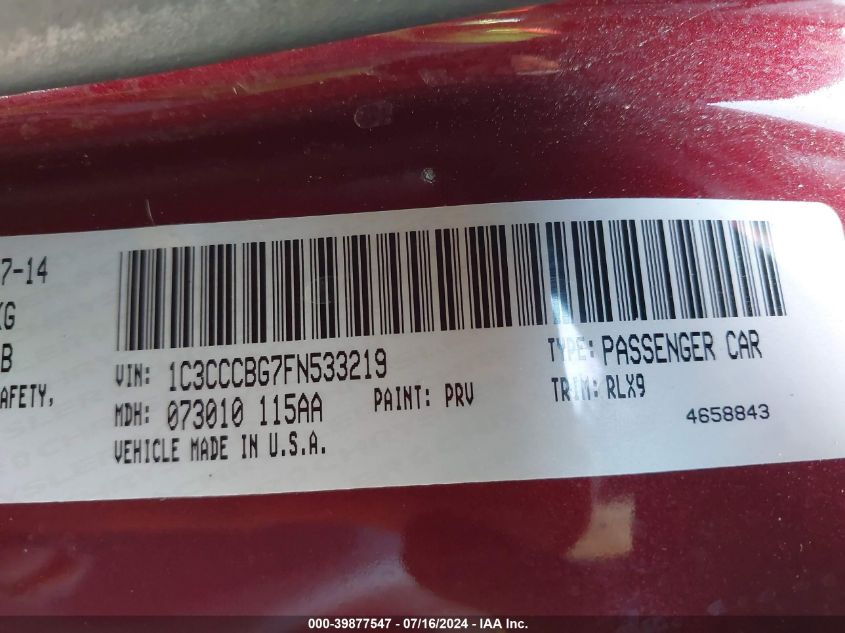 7-14
KG
B
AFETY,
VIN: 1C3CCCBG7FN533219
TYPE: PASSENGER CAR
MDH: 073010 115AA
PAINT: PRV
TRIM: RLX9
VEHICLE MADE IN U.S.A.
4658843
000-39877547 - 07/16/2024 - IAA Inc.